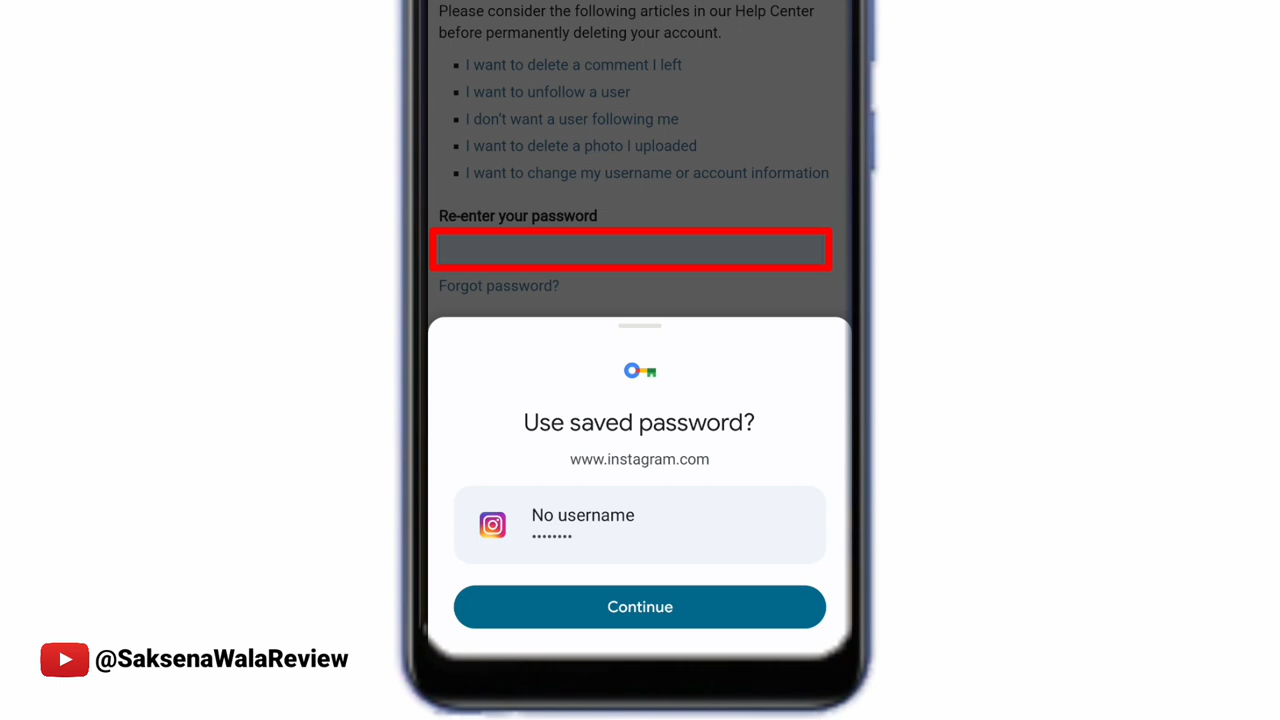 Please consider the following articles in our Help Center
before permanently deleting your account.
I want to delete a comment I left
I want to unfollow a user
I don't want a user following me
I want to delete a photo I uploaded
I want to change my username or account information
Re-enter your password
Forgot password?
Use saved password?
www.instagram.com
No username
••••••••
Continue
@SaksenaWalaReview